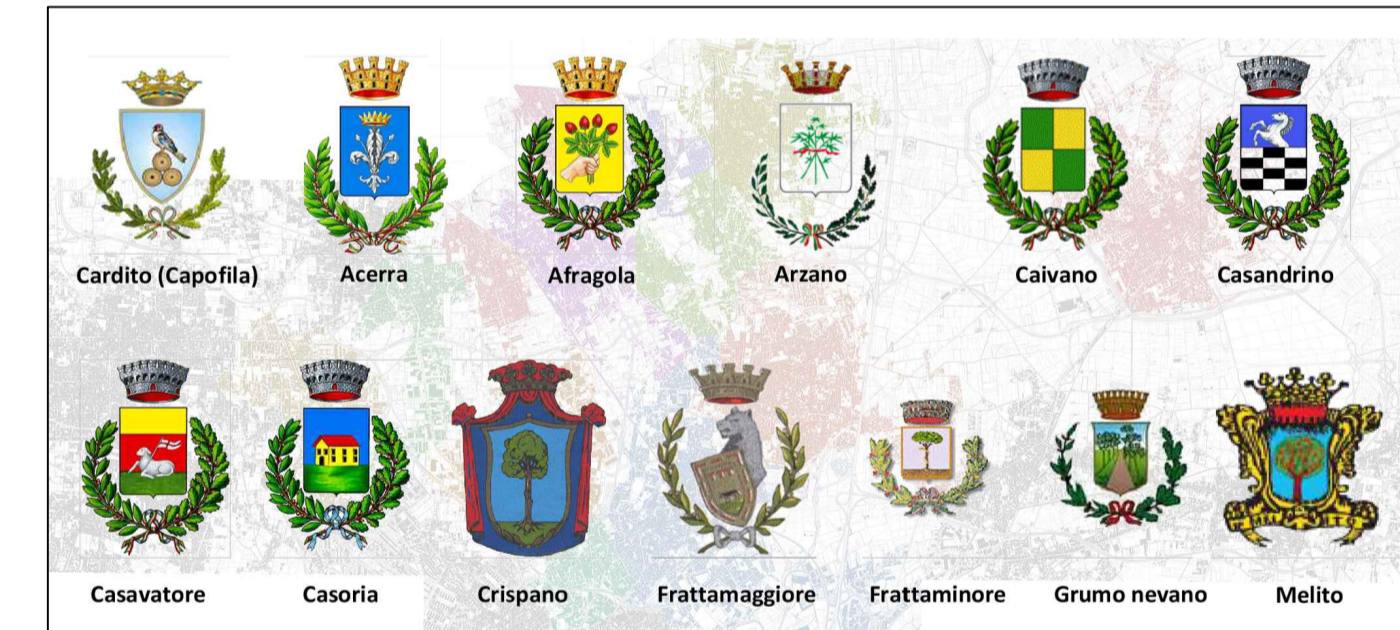 Cardito (Capofila) Acerra Afragola Arzano Caivano Casandrino
Casavatore Casoria Crispano Frattamaggiore Frattaminore Grumo nevano Melito